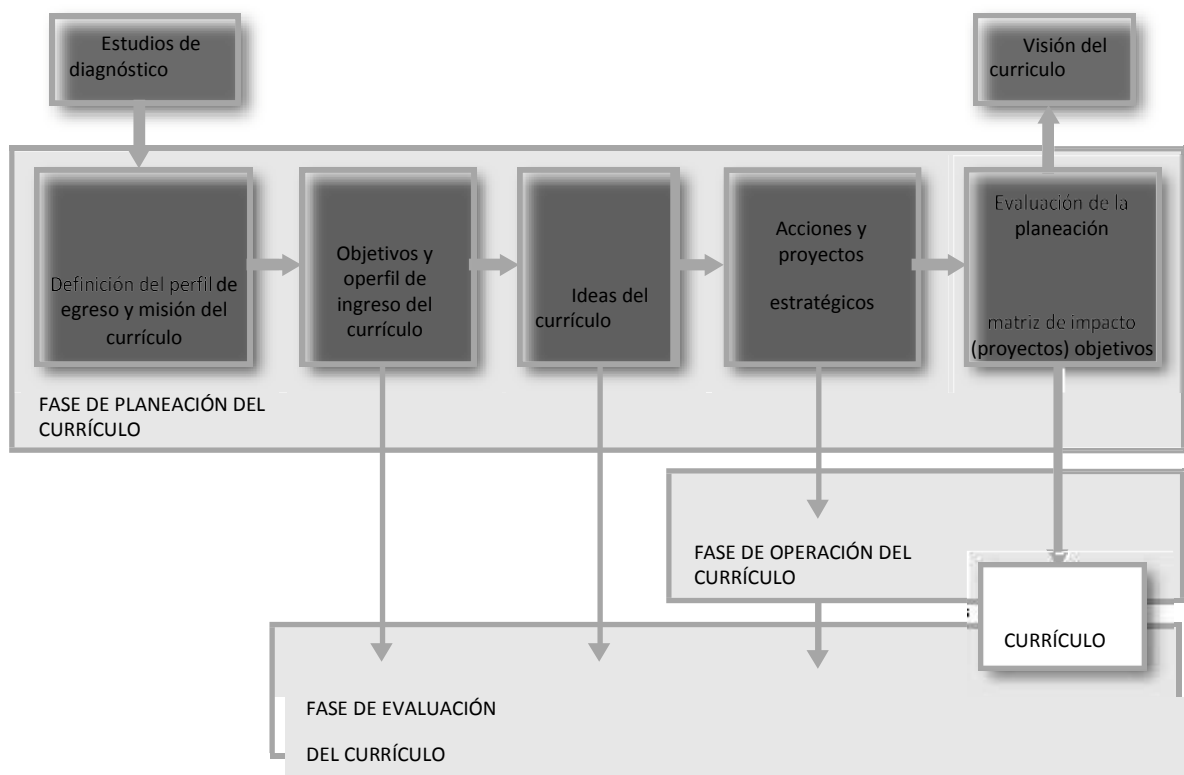 Estudios de
diagnóstico
Visión del
curriculo
Definición del perfil de
egreso y misión del
currículo
Objetivos y
operfil de
ingreso del
currículo
Ideas del
currículo
Acciones y
proyectos
estratégicos
Evaluación de la
planeación
matriz de impacto
(proyectos) objetivos
FASE DE PLANEACIÓN DEL
CURRÍCULO
FASE DE OPERACIÓN DEL
CURRÍCULO
CURRÍCULO
FASE DE EVALUACIÓN
DEL CURRÍCULO